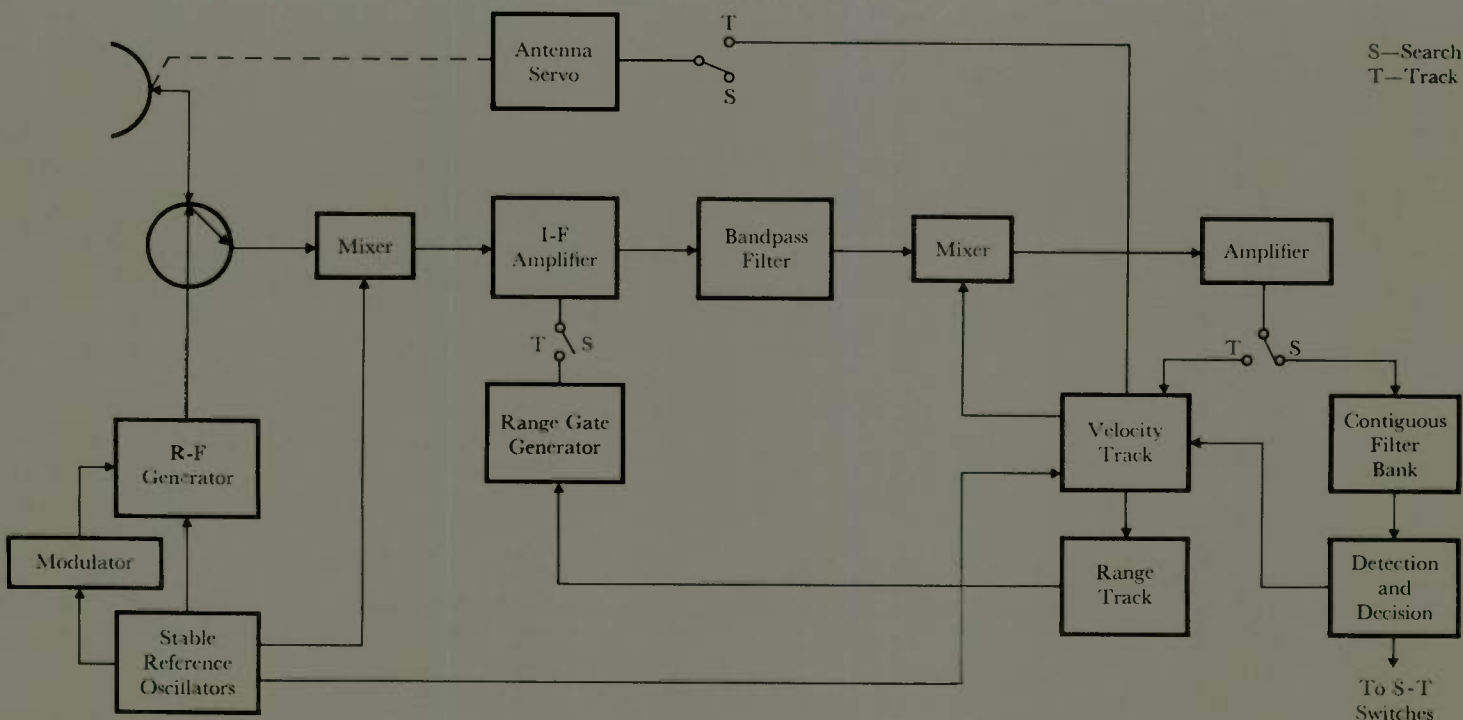 T
Antenna
Servo
S
S—Search
T—Track
Mixer
I-F
Amplifier
Bandpass
Filter
Mixer
Amplifier
T
S
T
S
Range Gate
Generator
Velocity
Track
Contiguous
Filter
Bank
R-F
Generator
Modulator
Range
Track
Detection
and
Decision
Stable
Reference
Oscillators
To S-T
Switches